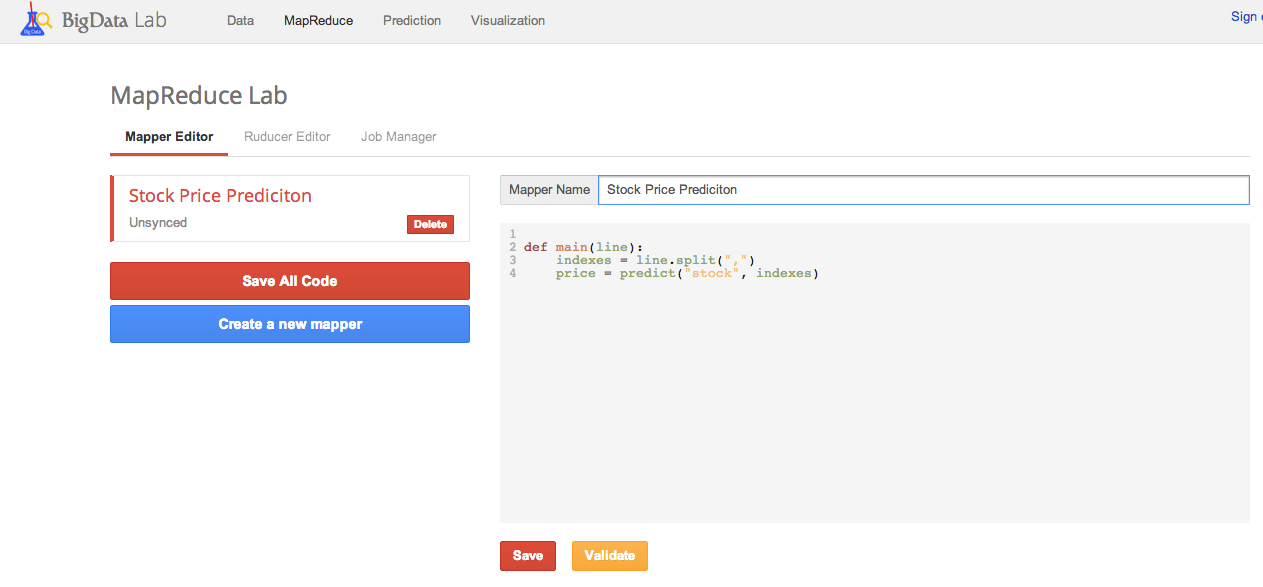 Big Data
BigData Lab Data MapReduce Prediction Visualization Sign
MapReduce Lab
Mapper Editor Ruducer Editor Job Manager
Stock Price Prediciton
Unsynced Delete
Save All Code
Create a new mapper
Mapper Name Stock Price Prediciton
1
2 def main(line):
3 indexes = line.split(",")
4 price = predict("stock", indexes)
Save Validate